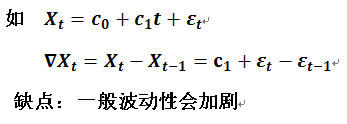 如 Xₜ = c₀ + c₁t + εₜ
∇Xₜ = Xₜ − Xₜ₋₁ = c₁ + εₜ − εₜ₋₁
缺点：一般波动性会加剧